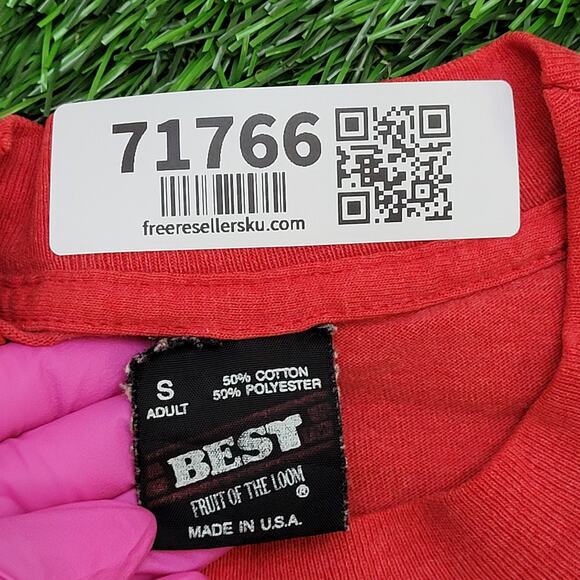 71766
freeresellersku.com
S
ADULT
50% COTTON
50% POLYESTER
BEST
FRUIT OF THE LOOM ®
MADE IN U.S.A.